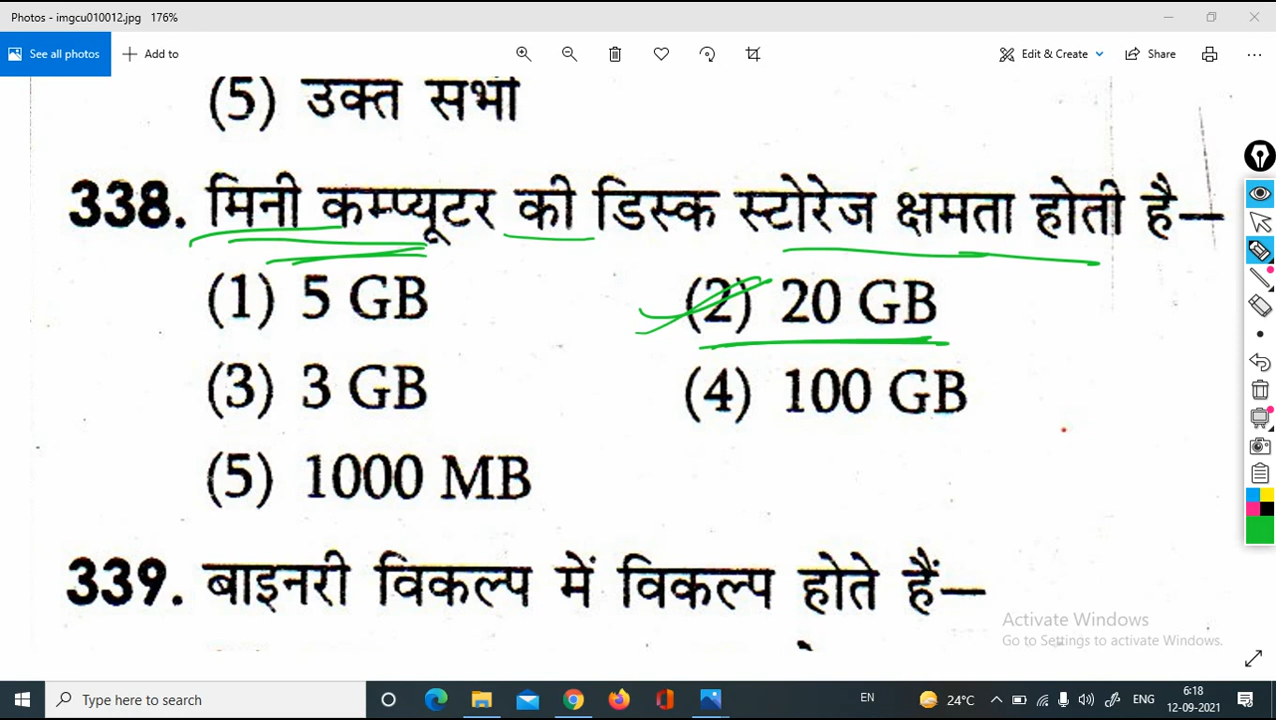 Photos - imgcu010012.jpg 176%
See all photos Add to Edit & Create Share
(5) उक्त सभी
338. मिनी कम्प्यूटर की डिस्क स्टोरेज क्षमता होती है—
(1) 5 GB (2) 20 GB
(3) 3 GB (4) 100 GB
(5) 1000 MB
339. बाइनरी विकल्प में विकल्प होते हैं—
Activate Windows
Go to Settings to activate Windows.
Type here to search EN 24°C ENG 6:18
12-09-2021